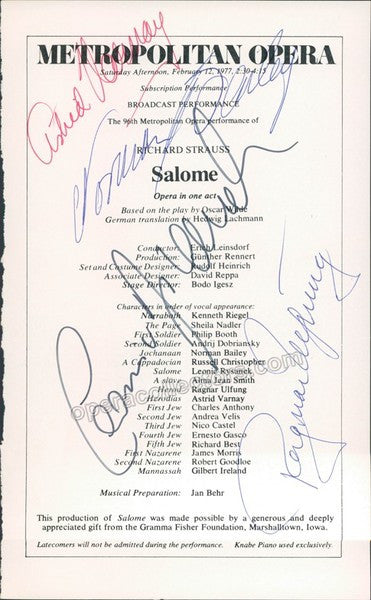 METROPOLITAN OPERA
Saturday Afternoon, February 12, 1977, 2:30-4:15
Subscription Performance
BROADCAST PERFORMANCE
The 96th Metropolitan Opera performance of
RICHARD STRAUSS
Salome
Opera in one act
Based on the play by Oscar Wilde
German translation by Hedwig Lachmann
Conductor: Erich Leinsdorf
Production: Günther Rennert
Set and Costume Designer: Rudolf Heinrich
Associate Designer: David Reppa
Stage Director: Bodo Igesz
Characters in order of vocal appearance:
Narraboth Kenneth Riegel
The Page Sheila Nadler
First Soldier Philip Booth
Second Soldier Andrij Dobriansky
Jochanaan Norman Bailey
A Cappadocian Russell Christopher
Salome Leonie Rysanek
A slave Alma Jean Smith
Herod Ragnar Ulfung
Herodias Astrid Varnay
First Jew Charles Anthony
Second Jew Andrea Velis
Third Jew Nico Castel
Fourth Jew Ernesto Gasco
Fifth Jew Richard Best
First Nazarene James Morris
Second Nazarene Robert Goodloe
Mannassah Gilbert Ireland
Musical Preparation: Jan Behr
This production of Salome was made possible by a generous and deeply
appreciated gift from the Gramma Fisher Foundation, Marshalltown, Iowa.
Latecomers will not be admitted during the performance. Knabe Piano used exclusively.
Astrid Varnay
Norman Bailey
Ragnar Ulfung